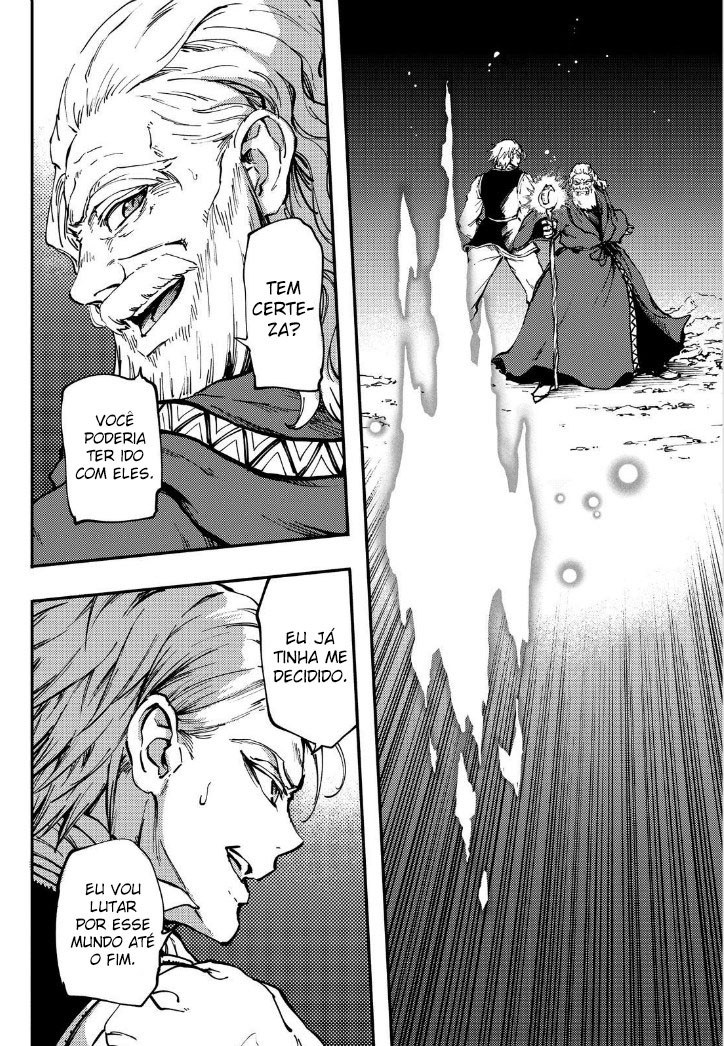 TEM
CERTE-
ZA?
VOCÊ
PODERIA
TER IDO
COM ELES.
EU JÁ
TINHA ME
DECIDIDO.
EU VOU
LUTAR
POR ESSE
MUNDO ATÉ
O FIM.